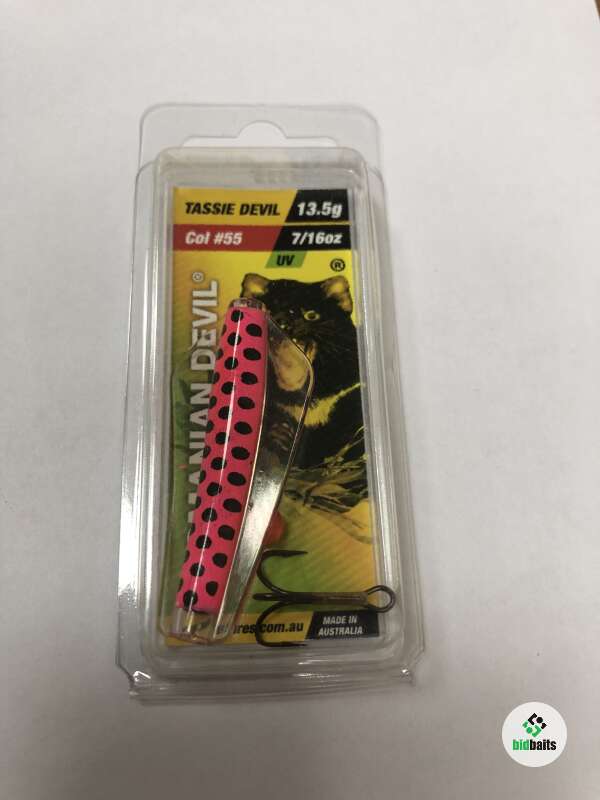 TASSIE DEVIL 13.5g
Col #55 7/16oz
UV
®
MANIAN DEVIL®
res.com.au
MADE IN
AUSTRALIA
bidbaits